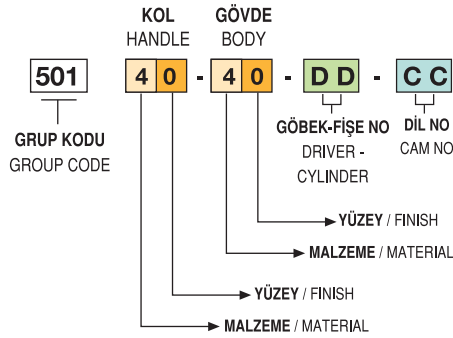 KOL GÖVDE
HANDLE BODY
501 4 0 - 4 0 - D D - C C
GRUP KODU
GROUP CODE
GÖBEK-FİŞE NO
DRIVER -
CYLINDER
DİL NO
CAM NO
YÜZEY / FINISH
MALZEME / MATERIAL
YÜZEY / FINISH
MALZEME / MATERIAL